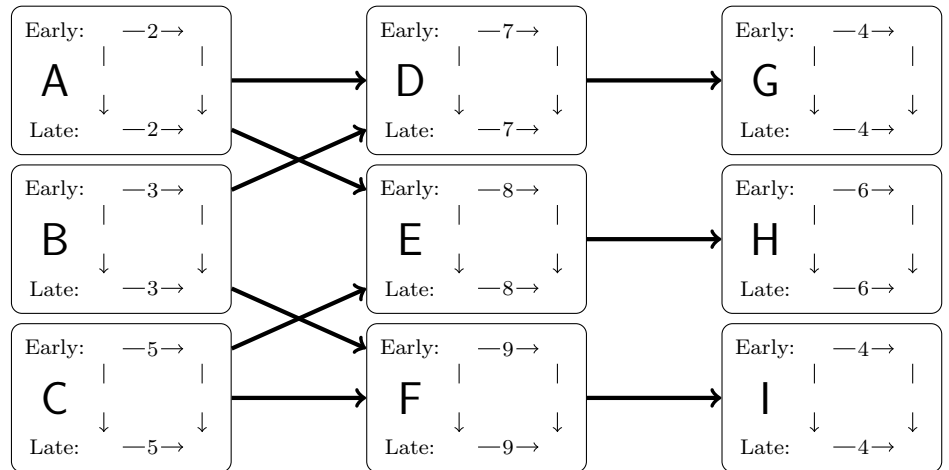 Early: —2→ Early: —7→ Early: —4→
A D G
Late: —2→ Late: —7→ Late: —4→
Early: —3→ Early: —8→ Early: —6→
B E H
Late: —3→ Late: —8→ Late: —6→
Early: —5→ Early: —9→ Early: —4→
C F I
Late: —5→ Late: —9→ Late: —4→